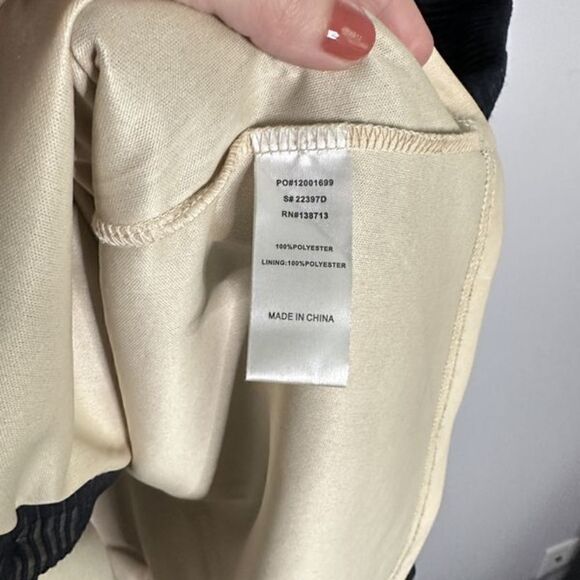 PO#12001699
S# 22397D
RN#138713
100%POLYESTER
LINING:100%POLYESTER
MADE IN CHINA